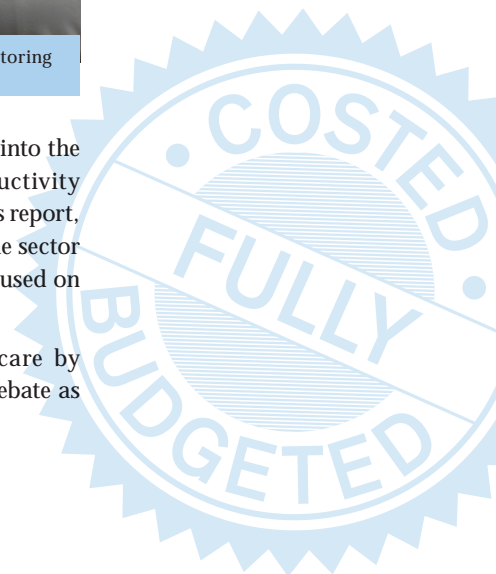 toring
into the
uctivity
s report,
e sector
used on
care by
ebate as
COSTED
FULLY
BUDGETED